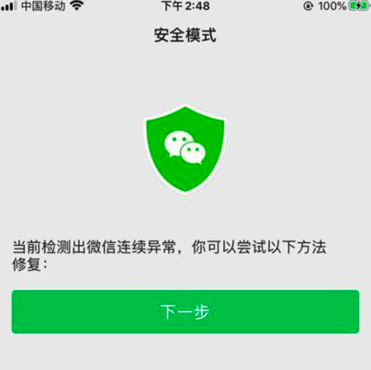 中国移动 下午2:48 100%
安全模式
当前检测出微信连续异常，你可以尝试以下方法
修复：
下一步